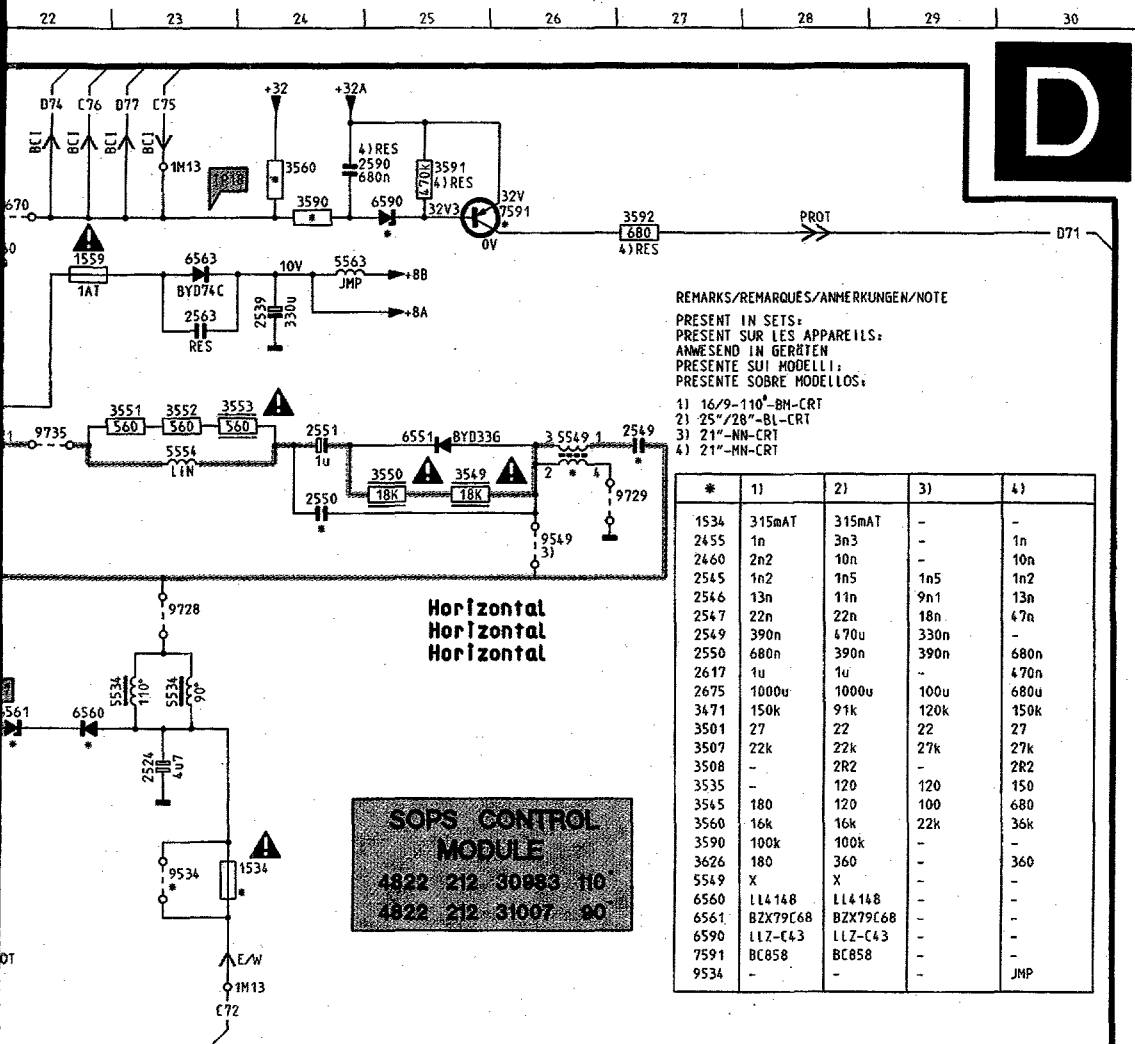 22 23 24 25 26 27 28 29 30
D
D74 C76 D77 C75
BCI BCI BCI BCI
+32 +32A
1M13
3560
*
4)RES
2590
680n
3591
470k
4)RES
3590
*
6590
*
32V3
32V
7591
*
0V
3592
680
4)RES
PROT
D71
670
1559
1AT
6563
BYD74C
2563
RES
10V
2539
330u
5563
JMP
+8B
+8A
REMARKS/REMARQUES/ANMERKUNGEN/NOTE
PRESENT IN SETS:
PRESENT SUR LES APPAREILS:
ANWESEND IN GERÄTEN
PRESENTE SUI MODELLI:
PRESENTE SOBRE MODELLOS:
1) 16/9-110°-BM-CRT
2) 25"/28"-BL-CRT
3) 21"-NN-CRT
4) 21"-MN-CRT
9735
3551 3552 3553
560 560 560
5554
LIN
2551
1u
2550
*
6551 BYD33G
3550 3549
18K 18K
3 5549 1
2 * 4
2549
*
9729
9549
3)
Horizontal
Horizontal
Horizontal
9728
5534
110°
5534
90°
6561
*
6560
*
2524
4u7
9534
*
1534
*
E/W
1M13
C72
OT
SOPS CONTROL
MODULE
4822 212 30983 110°
4822 212 31007 90°
* 1) 2) 3) 4)
1534 315mAT 315mAT - -
2455 1n 3n3 - 1n
2460 2n2 10n - 10n
2545 1n2 1n5 1n5 1n2
2546 13n 11n 9n1 13n
2547 22n 22n 18n 47n
2549 390n 470u 330n -
2550 680n 390n 390n 680n
2617 1u 1u - 470n
2675 1000u 1000u 100u 680u
3471 150k 91k 120k 150k
3501 27 22 22 27
3507 22k 22k 27k 27k
3508 - 2R2 - 2R2
3535 - 120 120 150
3545 180 120 100 680
3560 16k 16k 22k 36k
3590 100k 100k - -
3626 180 360 - 360
5549 X X - -
6560 LL4148 LL4148 - -
6561 BZX79C68 BZX79C68 - -
6590 LLZ-C43 LLZ-C43 - -
7591 BC858 BC858 - -
9534 - - - JMP